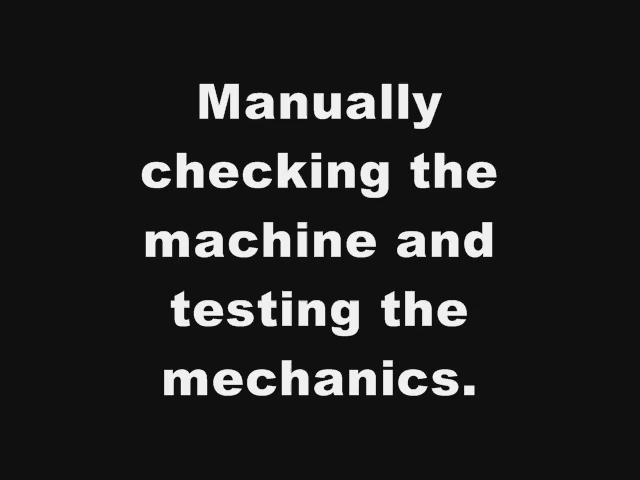 Manually
checking the
machine and
testing the
mechanics.